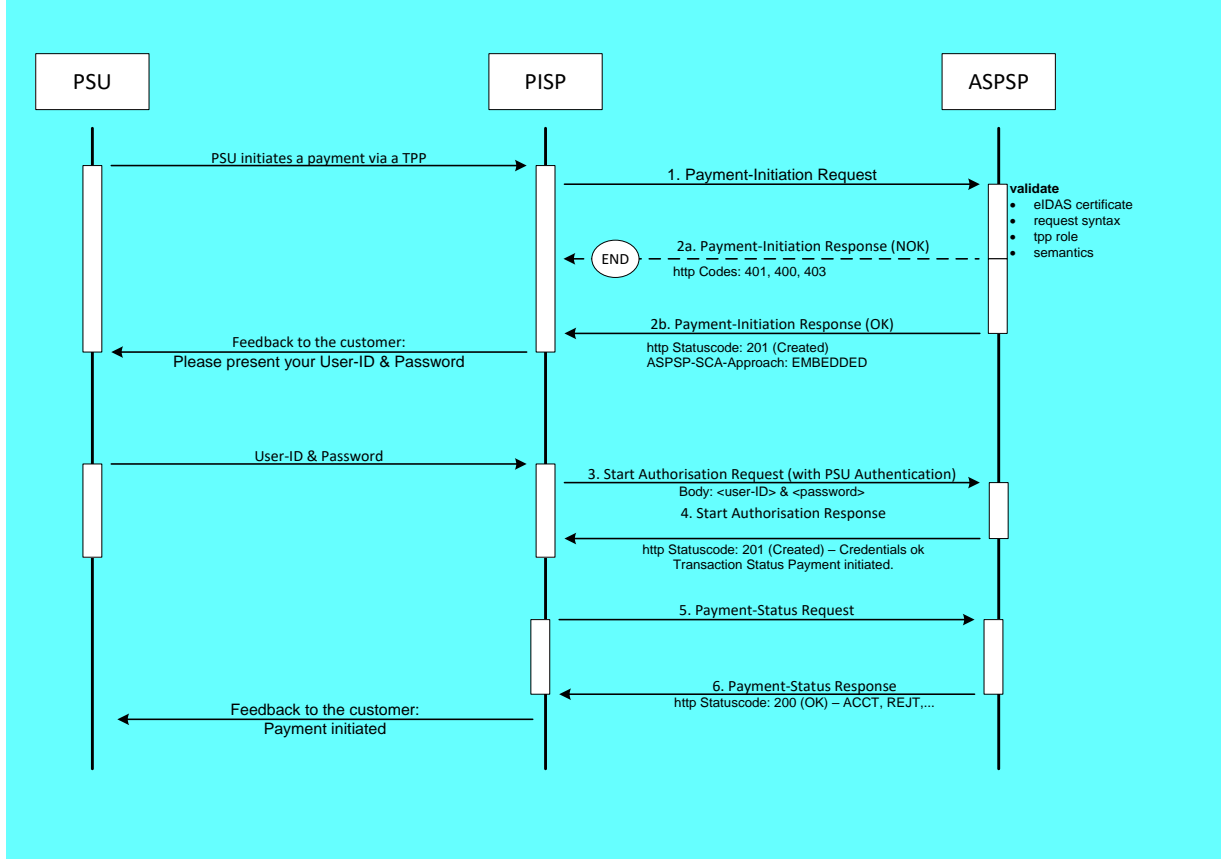 PSU
PISP
ASPSP
PSU initiates a payment via a TPP
1. Payment-Initiation Request
validate
• eIDAS certificate
• request syntax
• tpp role
• semantics
2a. Payment-Initiation Response (NOK)
END
http Codes: 401, 400, 403
2b. Payment-Initiation Response (OK)
http Statuscode: 201 (Created)
ASPSP-SCA-Approach: EMBEDDED
Feedback to the customer:
Please present your User-ID & Password
User-ID & Password
3. Start Authorisation Request (with PSU Authentication)
Body: <user-ID> & <password>
4. Start Authorisation Response
http Statuscode: 201 (Created) – Credentials ok
Transaction Status Payment initiated.
5. Payment-Status Request
6. Payment-Status Response
http Statuscode: 200 (OK) – ACCT, REJT,...
Feedback to the customer:
Payment initiated